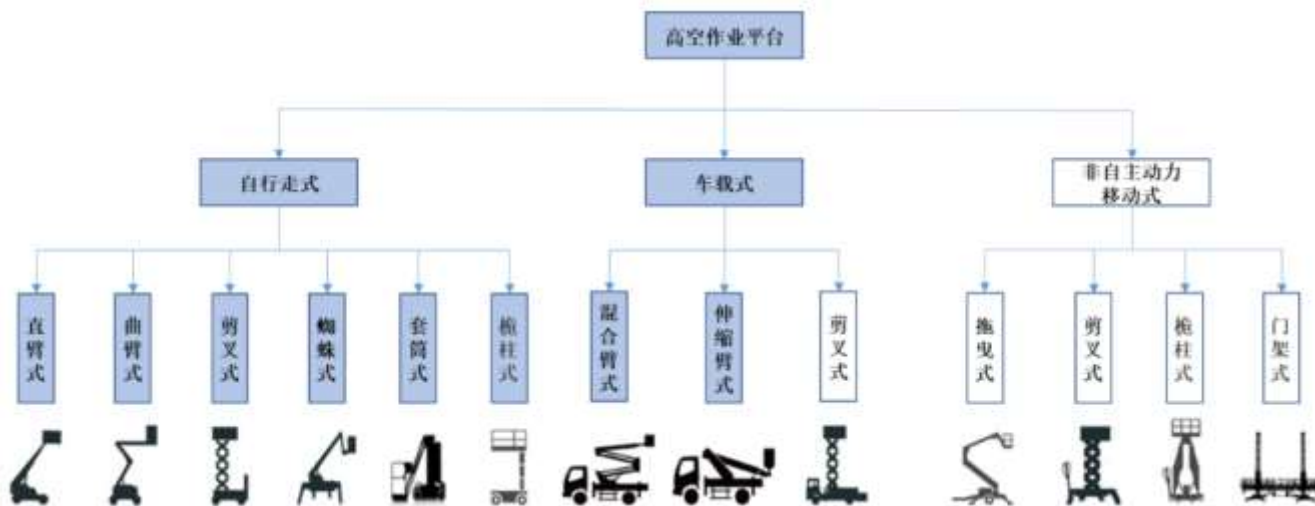 高空作业平台
自行走式
车载式
非自主动力
移动式
直臂式
曲臂式
剪叉式
蜘蛛式
套筒式
桅柱式
混合臂式
伸缩臂式
剪叉式
拖曳式
剪叉式
桅柱式
门架式